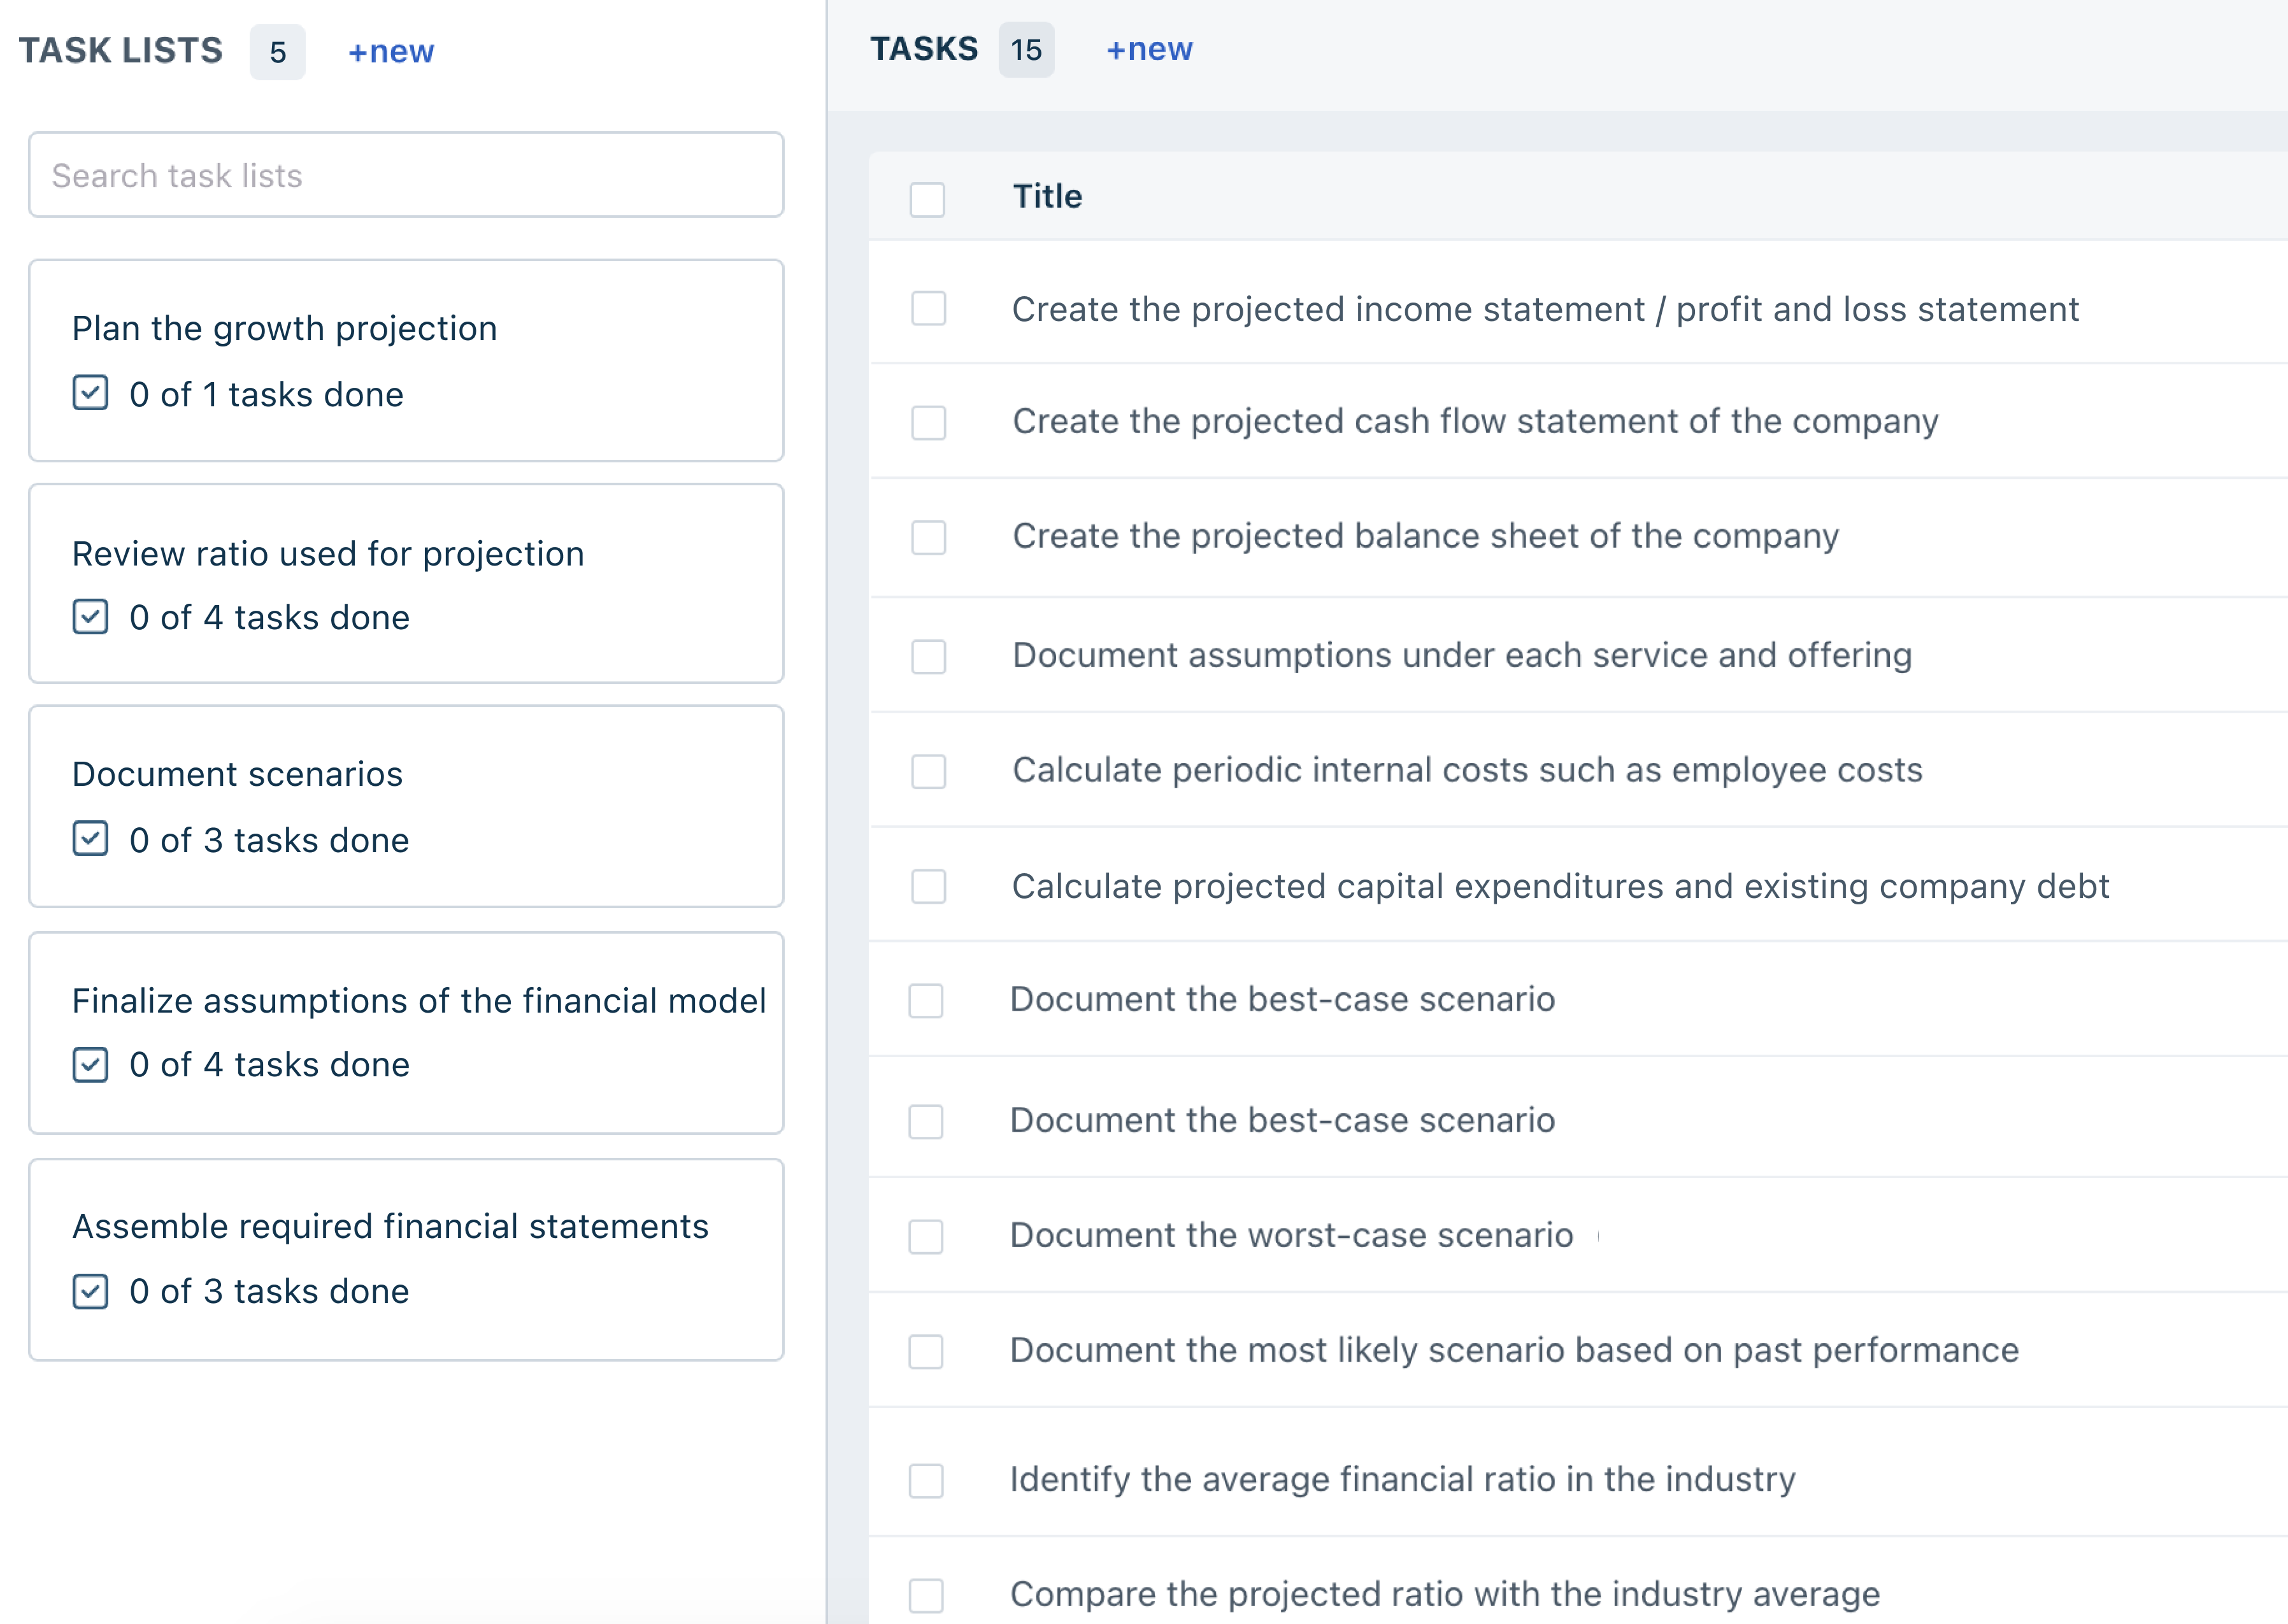 TASK LISTS 5 +new
Search task lists
Plan the growth projection
0 of 1 tasks done
Review ratio used for projection
0 of 4 tasks done
Document scenarios
0 of 3 tasks done
Finalize assumptions of the financial model
0 of 4 tasks done
Assemble required financial statements
0 of 3 tasks done
TASKS 15 +new
Title
Create the projected income statement / profit and loss statement
Create the projected cash flow statement of the company
Create the projected balance sheet of the company
Document assumptions under each service and offering
Calculate periodic internal costs such as employee costs
Calculate projected capital expenditures and existing company debt
Document the best-case scenario
Document the best-case scenario
Document the worst-case scenario
Document the most likely scenario based on past performance
Identify the average financial ratio in the industry
Compare the projected ratio with the industry average